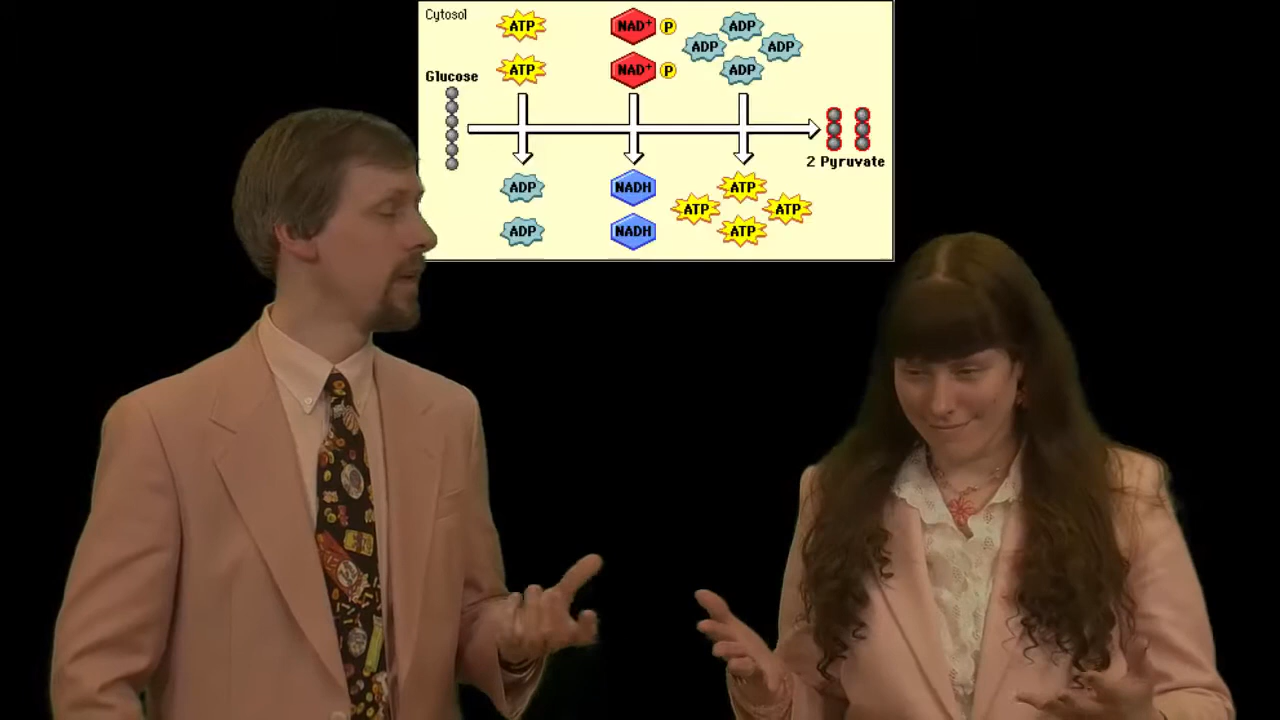 Cytosol
ATP
NAD+ P
ADP
ADP
ADP
ATP
NAD+ P
ADP
Glucose
2 Pyruvate
ADP
NADH
ATP
ATP
ATP
ADP
NADH
ATP